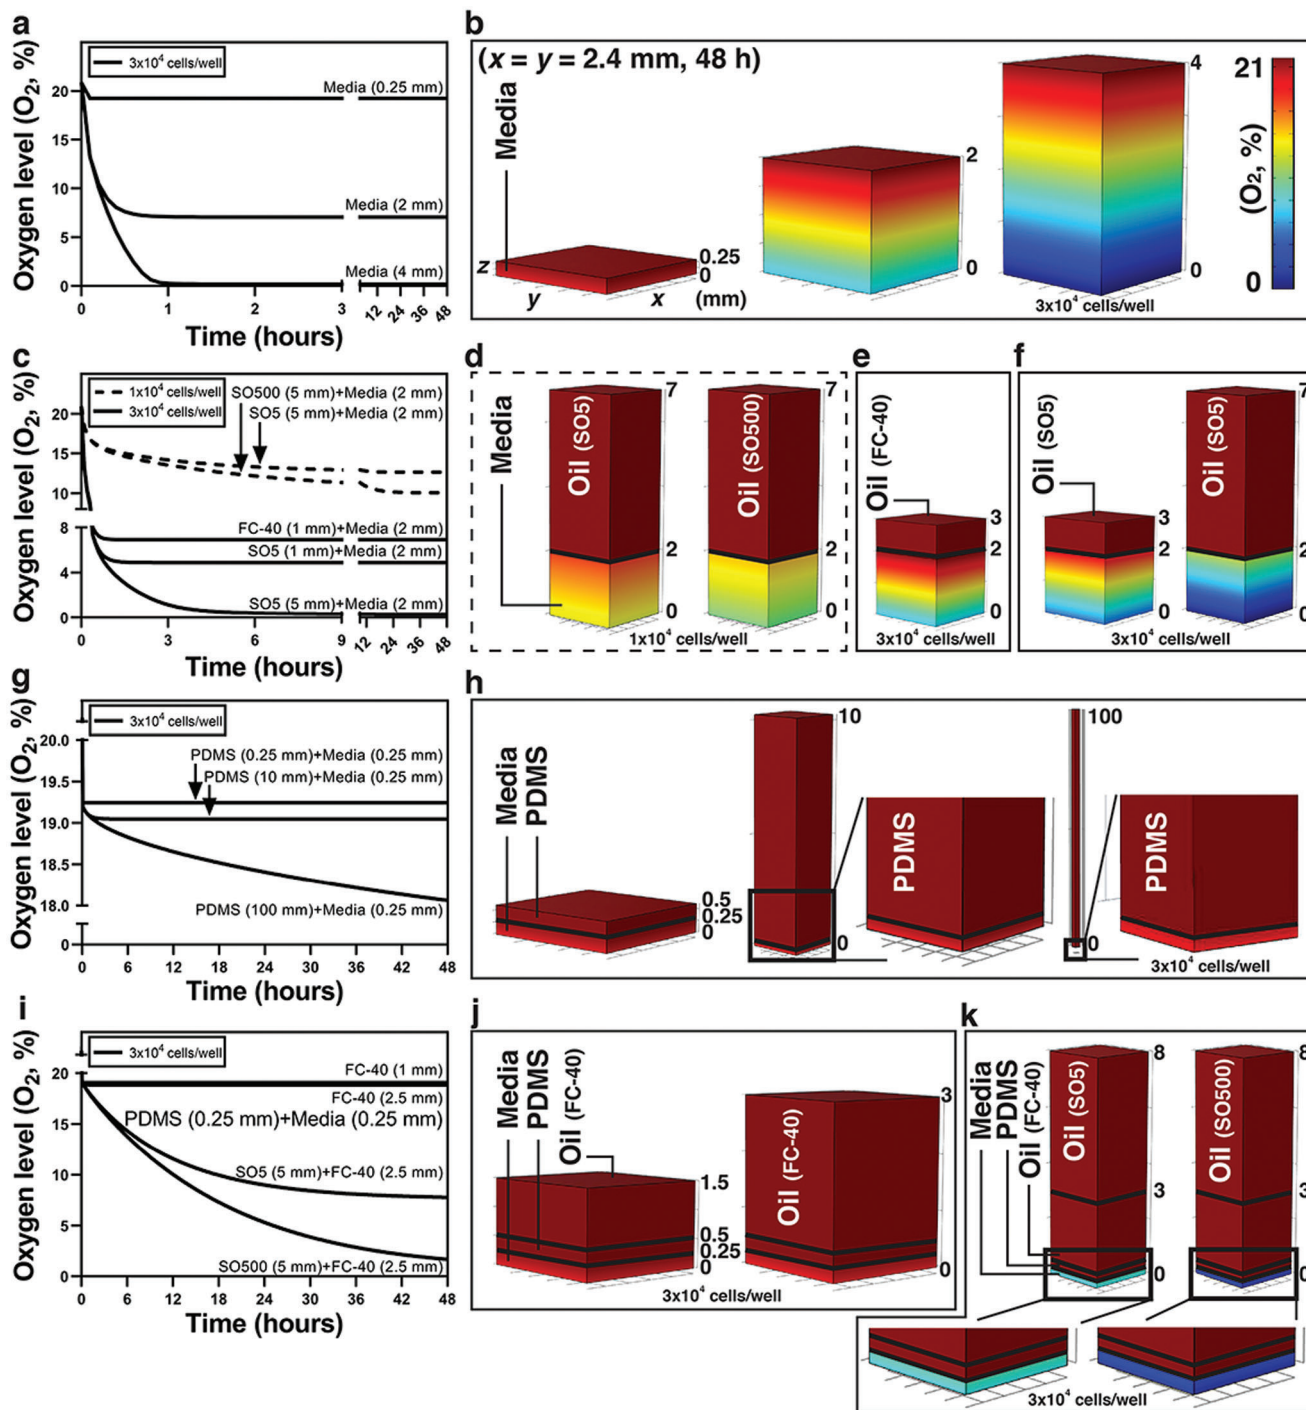 a
Oxygen level (O2, %)
3x10⁴ cells/well
20
15
10
5
0
Media (0.25 mm)
Media (2 mm)
Media (4 mm)
0 1 2 3 12 24 36 48
Time (hours)
b
(x = y = 2.4 mm, 48 h)
Media
z
y
x
0.25
0
(mm)
2
0
4
0
3x10⁴ cells/well
21
(O2, %)
0
c
Oxygen level (O2, %)
1x10⁴ cells/well
3x10⁴ cells/well
20
15
10
8
4
0
SO500 (5 mm)+Media (2 mm)
SO5 (5 mm)+Media (2 mm)
FC-40 (1 mm)+Media (2 mm)
SO5 (1 mm)+Media (2 mm)
SO5 (5 mm)+Media (2 mm)
0 3 6 9 12 24 36 48
Time (hours)
d
Media
Oil (SO5)
7
2
0
Oil (SO500)
7
2
0
1x10⁴ cells/well
e
Oil (FC-40)
3
2
0
3x10⁴ cells/well
f
Oil (SO5)
3
2
0
Oil (SO5)
7
2
0
3x10⁴ cells/well
g
Oxygen level (O2, %)
3x10⁴ cells/well
20.0
19.5
19.0
18.5
18.0
0
PDMS (0.25 mm)+Media (0.25 mm)
PDMS (10 mm)+Media (0.25 mm)
PDMS (100 mm)+Media (0.25 mm)
0 6 12 18 24 30 36 42 48
Time (hours)
h
Media
PDMS
0.5
0.25
0
10
0
PDMS
100
0
PDMS
3x10⁴ cells/well
i
Oxygen level (O2, %)
3x10⁴ cells/well
20
15
10
5
0
FC-40 (1 mm)
FC-40 (2.5 mm)
PDMS (0.25 mm)+Media (0.25 mm)
SO5 (5 mm)+FC-40 (2.5 mm)
SO500 (5 mm)+FC-40 (2.5 mm)
0 6 12 18 24 30 36 42 48
Time (hours)
j
Media
PDMS
Oil (FC-40)
1.5
0.5
0.25
0
Oil (FC-40)
3
0
3x10⁴ cells/well
k
Media
PDMS
Oil (FC-40)
Oil (SO5)
8
3
0
Oil (SO500)
8
3
0
3x10⁴ cells/well